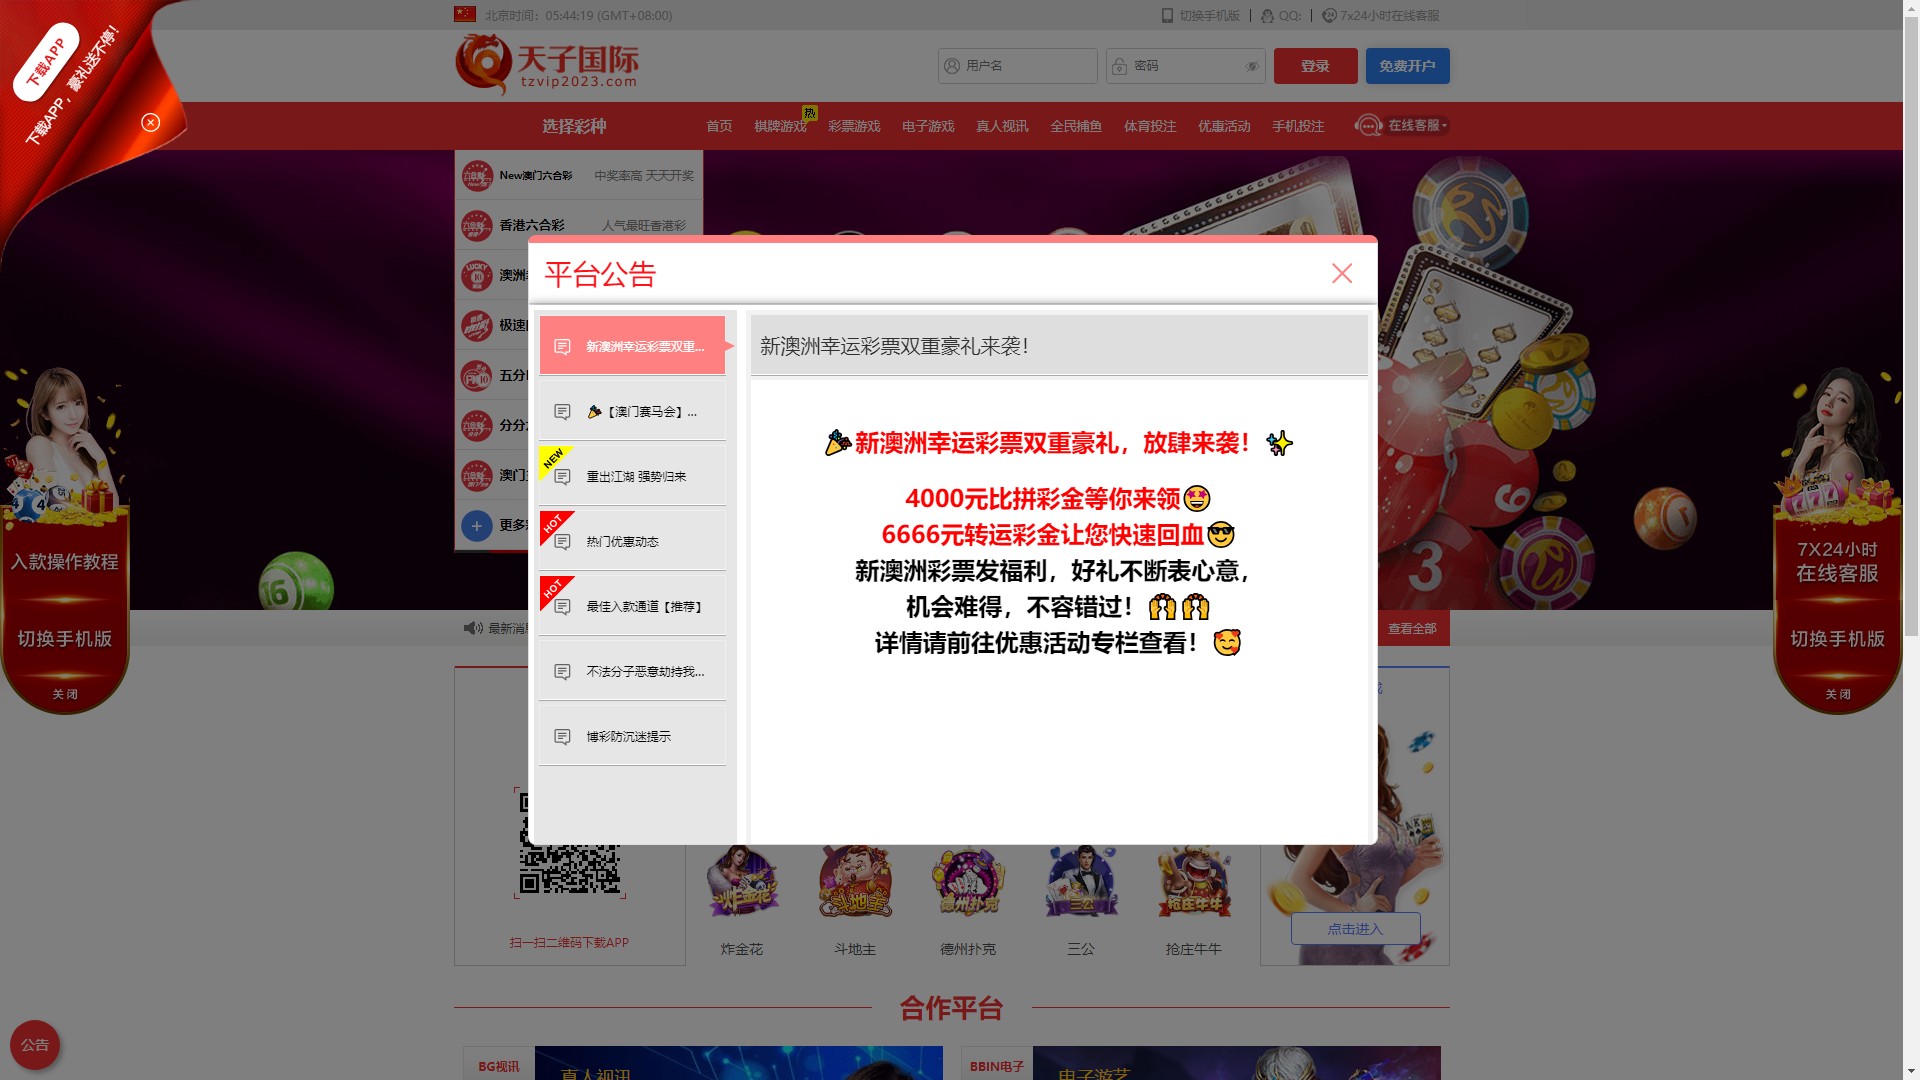 北京时间： 05:44:19 (GMT+08:00)
切换手机版
QQ:
7x24小时在线客服
下载APP
下载APP，豪礼送不停！
天子国际
tzvip2023.com
用户名
密码
登录
免费开户
选择彩种
首页
棋牌游戏
热
彩票游戏
电子游戏
真人视讯
全民捕鱼
体育投注
优惠活动
手机投注
在线客服
New澳门六合彩
中奖率高 天天开奖
香港六合彩
人气最旺香港彩
平台公告
新澳洲幸运彩票双重...
🎉【澳门赛马会】...
NEW
重出江湖 强势归来
HOT
热门优惠动态
HOT
最佳入款通道【推荐】
不法分子恶意劫持我...
博彩防沉迷提示
新澳洲幸运彩票双重豪礼来袭！
🎉新澳洲幸运彩票双重豪礼，放肆来袭！✨
4000元比拼彩金等你来领🤩
6666元转运彩金让您快速回血😎
新澳洲彩票发福利，好礼不断表心意，
机会难得，不容错过！🙌🙌
详情请前往优惠活动专栏查看！🥰
澳洲
极速
五分
分分
澳门
更多
最新消
查看全部
入款操作教程
切换手机版
关闭
7X24小时
在线客服
切换手机版
关闭
16
3
6
扫一扫二维码下载APP
炸金花
斗地主
德州扑克
三公
抢庄牛牛
炸金花
斗地主
德州扑克
三公
抢庄牛牛
点击进入
合作平台
公告
BG视讯
真人视讯
BBIN电子
电子游艺